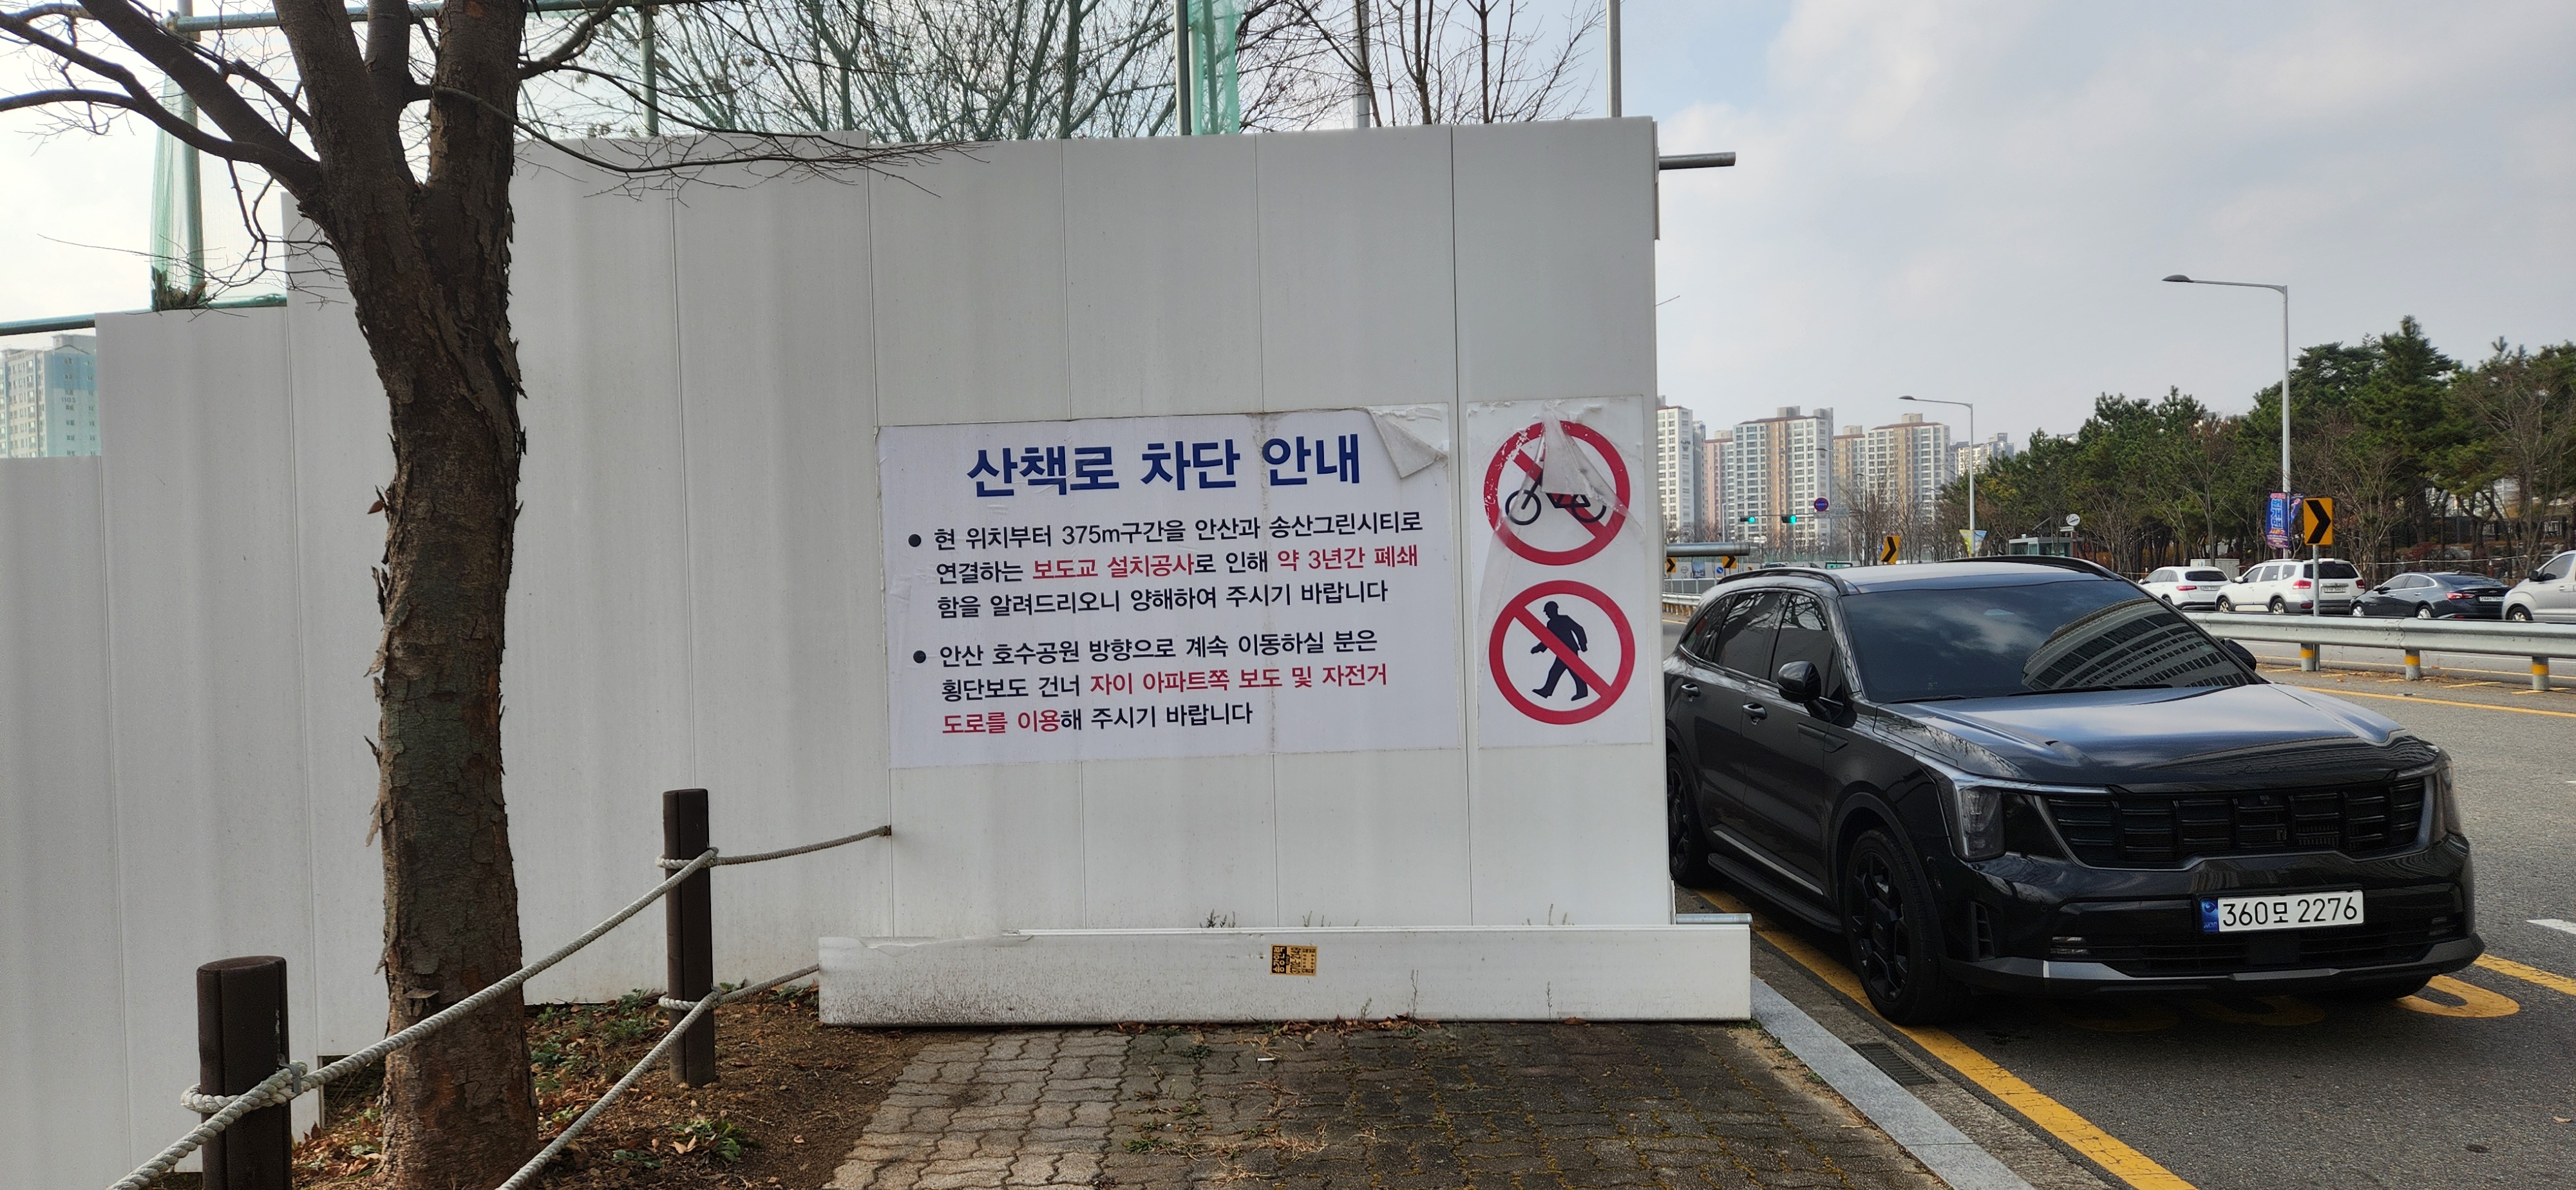 산책로 차단 안내
● 현 위치부터 375m구간을 안산과 송산그린시티로
연결하는 보도교 설치공사로 인해 약 3년간 폐쇄
함을 알려드리오니 양해하여 주시기 바랍니다
● 안산 호수공원 방향으로 계속 이동하실 분은
횡단보도 건너 자이 아파트쪽 보도 및 자전거
도로를 이용해 주시기 바랍니다
360모 2276